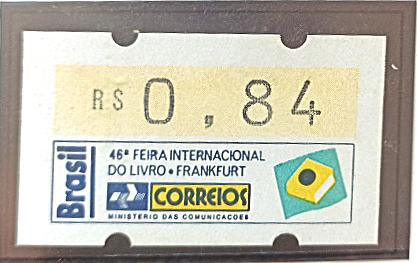 R$ 0,84
Brasil
46ª FEIRA INTERNACIONAL
DO LIVRO • FRANKFURT
CORREIOS
MINISTERIO DAS COMUNICACOES